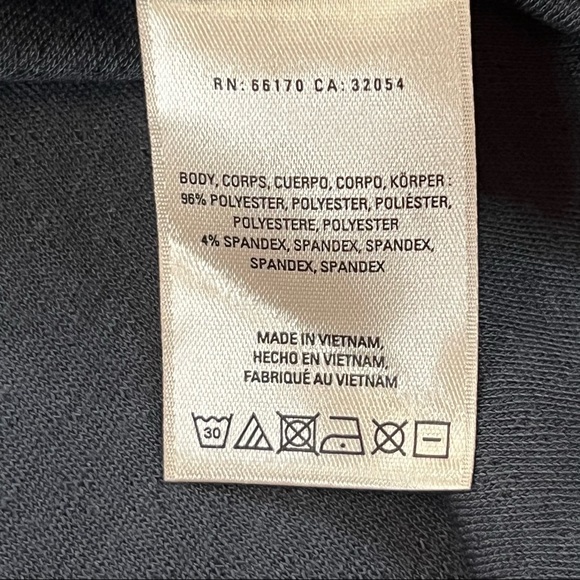 RN: 66170 CA: 32054
BODY, CORPS, CUERPO, CORPO, KÖRPER :
96% POLYESTER, POLYESTER, POLIÉSTER,
POLYESTERE, POLYESTER
4% SPANDEX, SPANDEX, SPANDEX,
SPANDEX, SPANDEX
MADE IN VIETNAM,
HECHO EN VIETNAM,
FABRIQUÉ AU VIETNAM
30